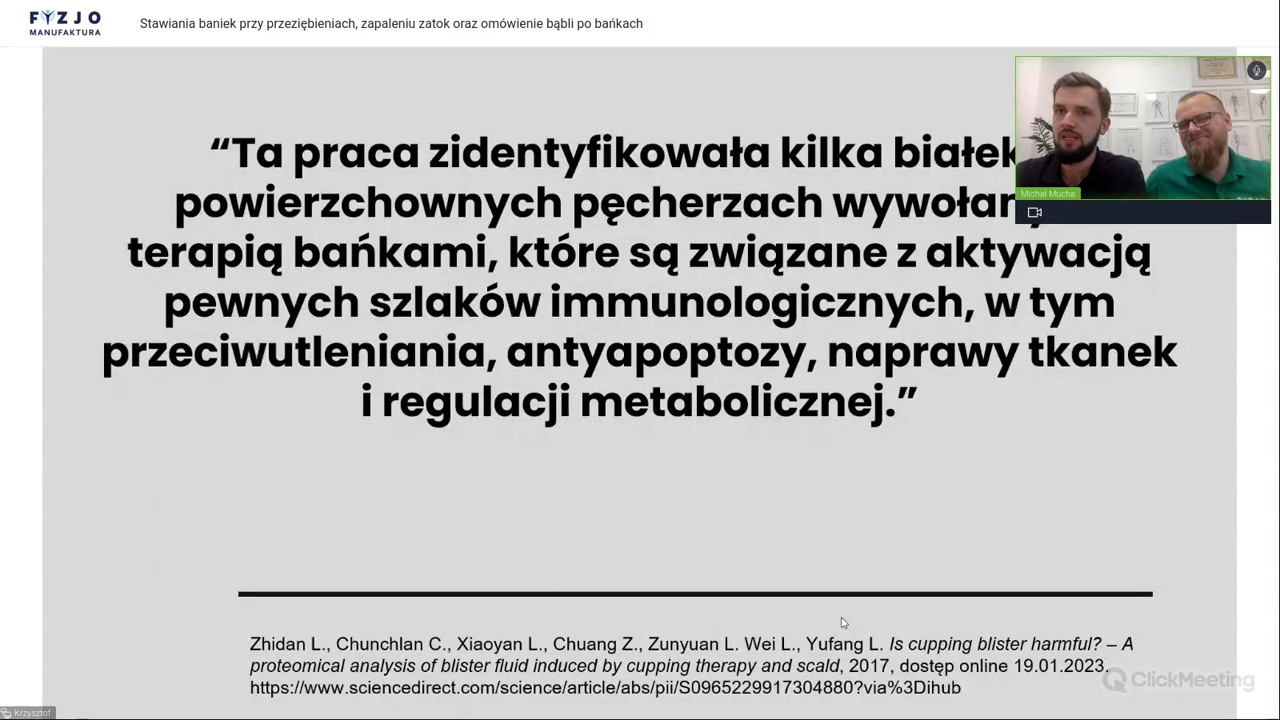 FYZJO
MANUFAKTURA
Stawiania baniek przy przeziębieniach, zapaleniu zatok oraz omówienie bąbli po bańkach
“Ta praca zidentyfikowała kilka białek
powierzchownych pęcherzach
terapią bańkami, które są związane z aktywacją
pewnych szlaków immunologicznych, w tym
przeciwutleniania, antyapoptozy, naprawy tkanek
i regulacji metabolicznej.”
Michał Mucha
Zhidan L., Chunchlan C., Xiaoyan L., Chuang Z., Zunyuan L. Wei L., Yufang L. Is cupping blister harmful? – A
proteomical analysis of blister fluid induced by cupping therapy and scald, 2017, dostęp online 19.01.2023.
https://www.sciencedirect.com/science/article/abs/pii/S0965229917304880?via%3Dihub
ClickMeeting
Krzysztof